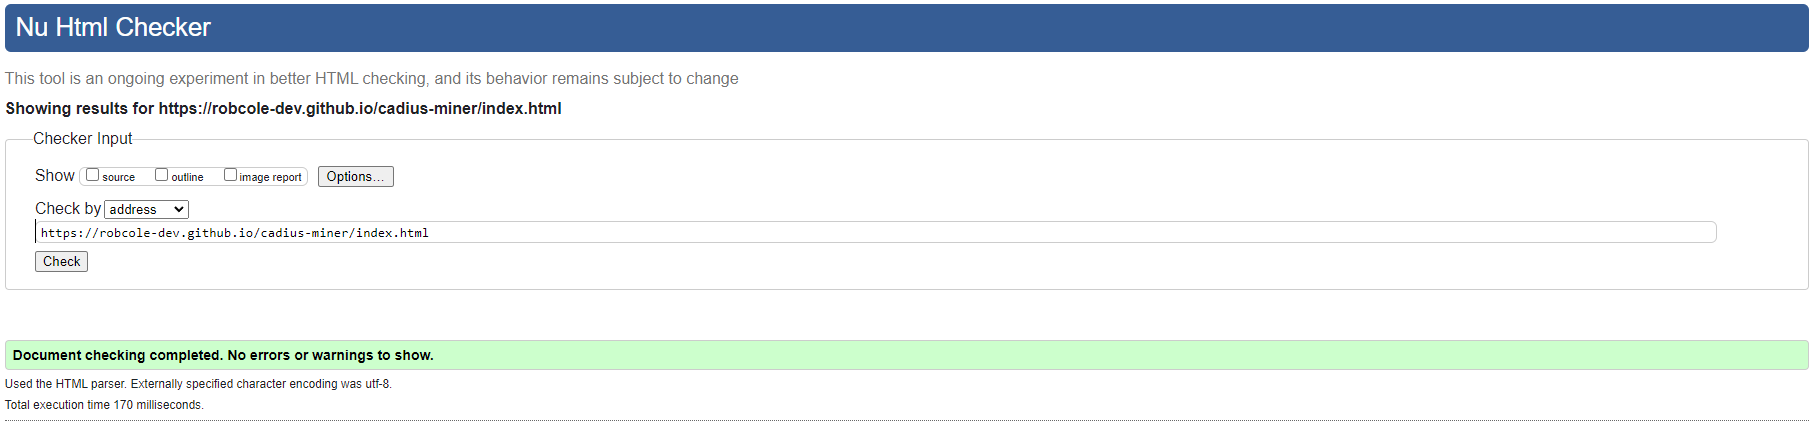 Nu Html Checker
This tool is an ongoing experiment in better HTML checking, and its behavior remains subject to change
Showing results for https://robcole-dev.github.io/cadius-miner/index.html
Checker Input
Show source outline image report Options...
Check by address
https://robcole-dev.github.io/cadius-miner/index.html
Check
Document checking completed. No errors or warnings to show.
Used the HTML parser. Externally specified character encoding was utf-8.
Total execution time 170 milliseconds.